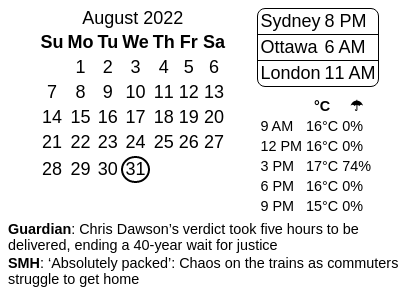 August 2022
Su Mo Tu We Th Fr Sa
1 2 3 4 5 6
7 8 9 10 11 12 13
14 15 16 17 18 19 20
21 22 23 24 25 26 27
28 29 30 31
Sydney 8 PM
Ottawa 6 AM
London 11 AM
°C ☂
9 AM 16°C 0%
12 PM 16°C 0%
3 PM 17°C 74%
6 PM 16°C 0%
9 PM 15°C 0%
Guardian: Chris Dawson’s verdict took five hours to be
delivered, ending a 40-year wait for justice
SMH: ‘Absolutely packed’: Chaos on the trains as commuters
struggle to get home